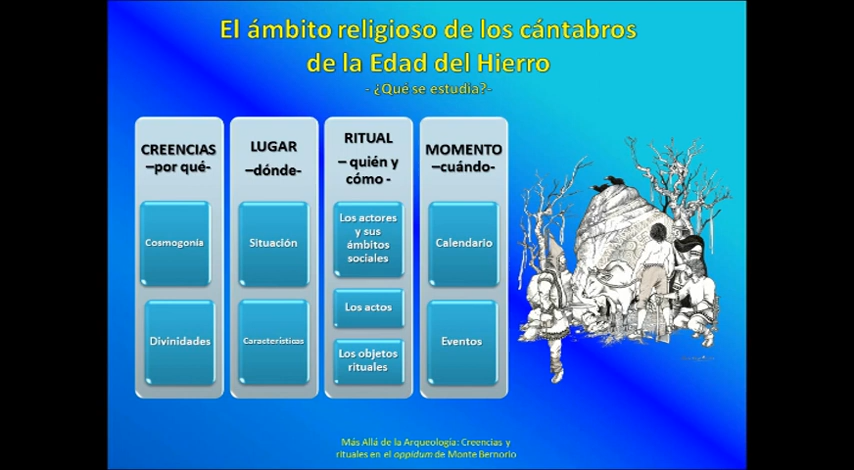 El ámbito religioso de los cántabros
de la Edad del Hierro
- ¿Qué se estudia?-
CREENCIAS
–por qué-
Cosmogonía
Divinidades
LUGAR
–dónde-
Situación
Características
RITUAL
– quién y
cómo -
Los actores
y sus
ámbitos
sociales
Los actos
Los objetos
rituales
MOMENTO
–cuándo-
Calendario
Eventos
Más Allá de la Arqueología: Creencias y
rituales en el oppidum de Monte Bernorio